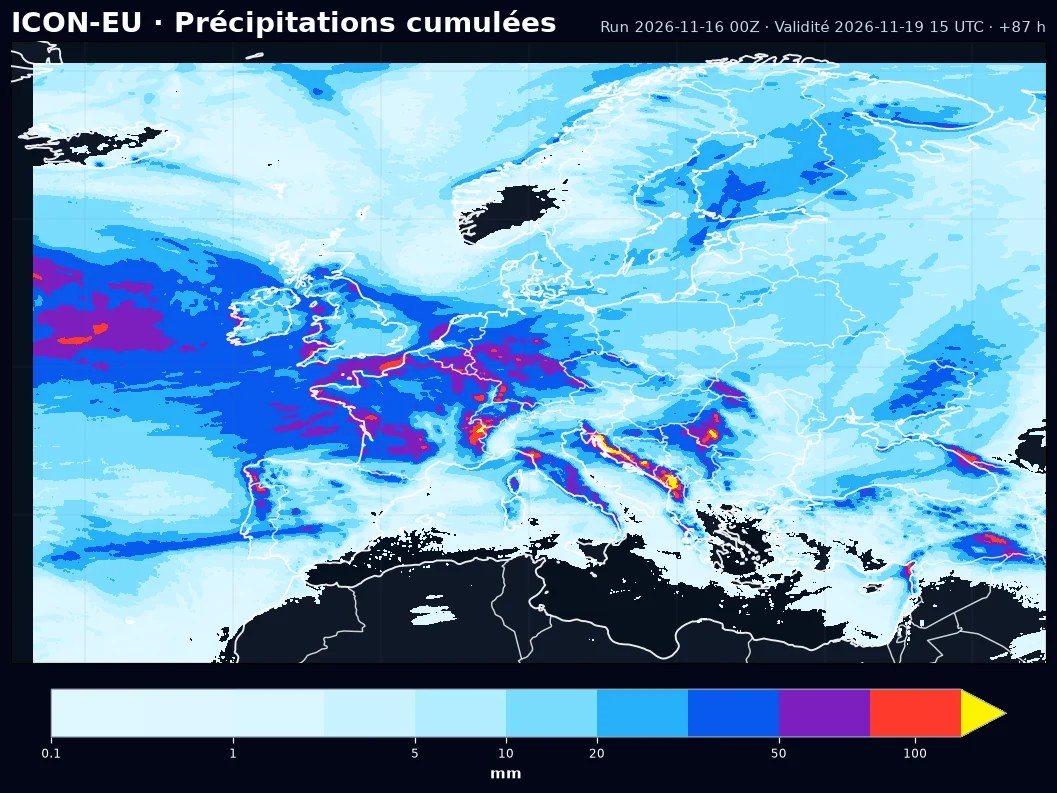 ICON-EU · Précipitations cumulées
Run 2026-11-16 00Z · Validité 2026-11-19 15 UTC · +87 h
0.1 1 5 10 20 50 100
mm